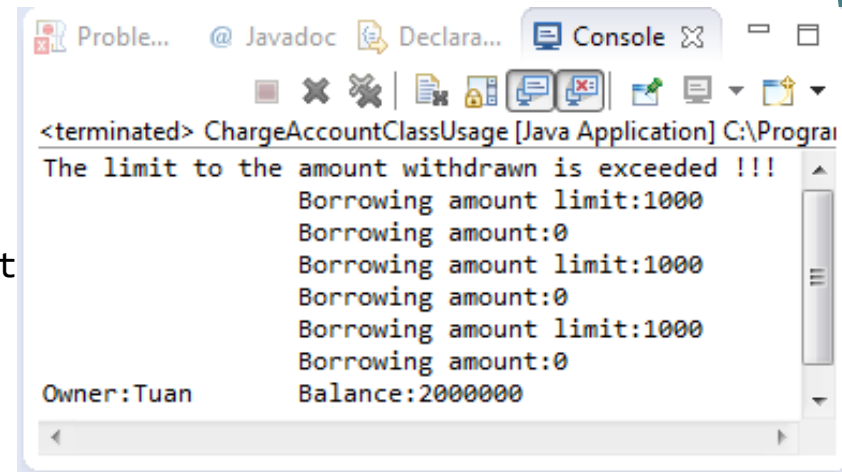 Proble... @ Javadoc Declara... Console
<terminated> ChargeAccountClassUsage [Java Application] C:\Prograr
The limit to the amount withdrawn is exceeded !!!
Borrowing amount limit:1000
Borrowing amount:0
t
Borrowing amount limit:1000
Borrowing amount:0
Borrowing amount limit:1000
Borrowing amount:0
Owner:Tuan Balance:2000000